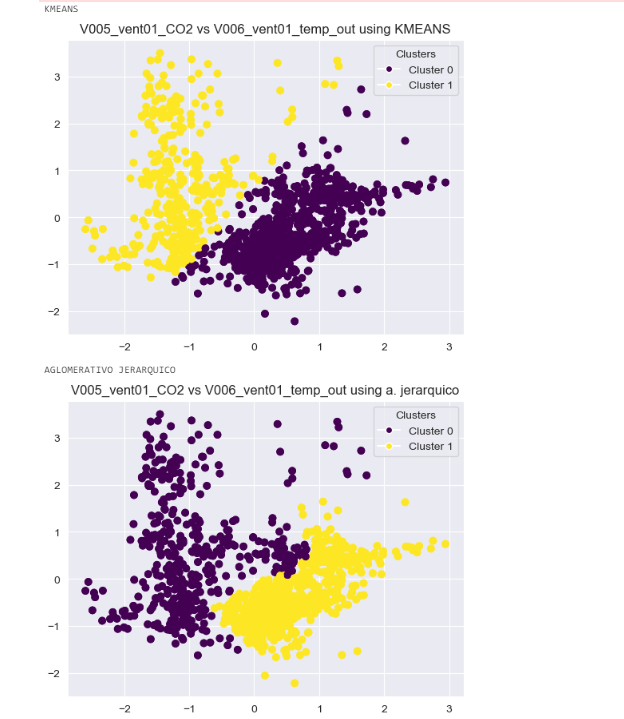 KMEANS
V005_vent01_CO2 vs V006_vent01_temp_out using KMEANS
Clusters
Cluster 0
Cluster 1
3
2
1
0
−1
−2
−2 −1 0 1 2 3
AGLOMERATIVO JERARQUICO
V005_vent01_CO2 vs V006_vent01_temp_out using a. jerarquico
Clusters
Cluster 0
Cluster 1
3
2
1
0
−1
−2
−2 −1 0 1 2 3